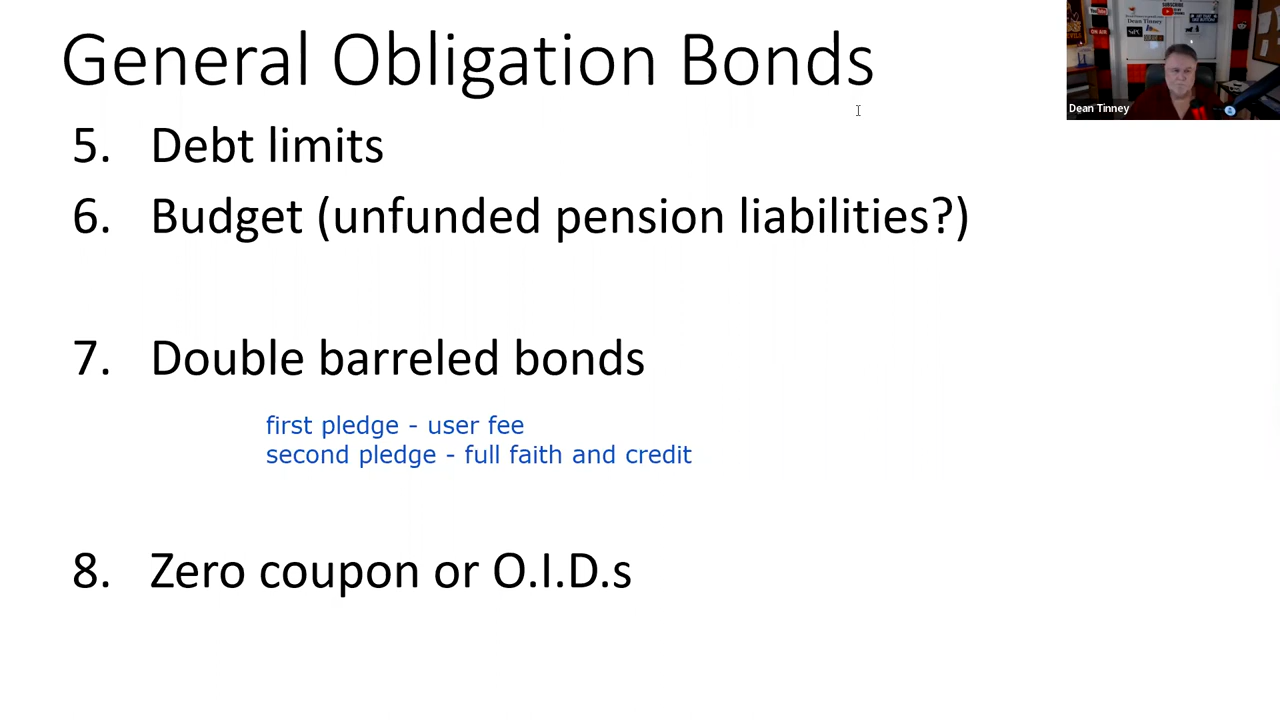 General Obligation Bonds
5. Debt limits
6. Budget (unfunded pension liabilities?)
7. Double barreled bonds
first pledge - user fee
second pledge - full faith and credit
8. Zero coupon or O.I.D.s
Dean Tinney